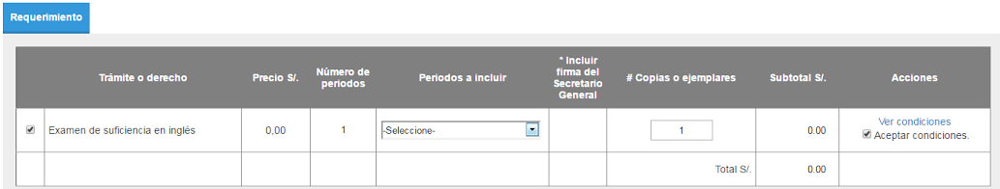 Requerimiento
Trámite o derecho
Precio S/.
Número de
periodos
Periodos a incluir
* Incluir
firma del
Secretario
General
# Copias o ejemplares
Subtotal S/.
Acciones
Examen de suficiencia en inglés
0,00
1
-Seleccione-
1
0.00
Ver condiciones
Aceptar condiciones.
Total S/.
0.00